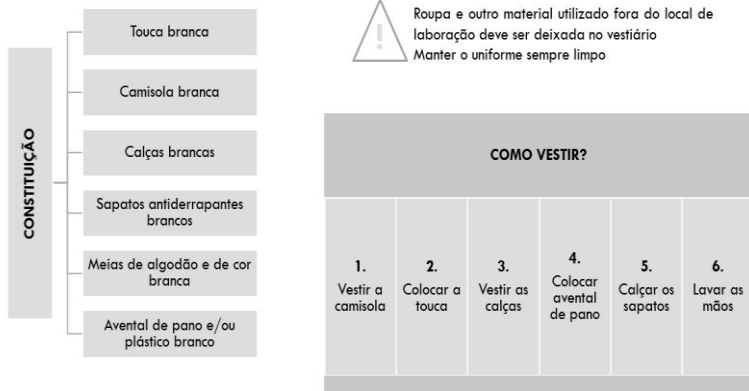 CONSTITUIÇÃO
Touca branca
Camisola branca
Calças brancas
Sapatos antiderrapantes
brancos
Meias de algodão e de cor
branca
Avental de pano e/ou
plástico branco
!
Roupa e outro material utilizado fora do local de
laboração deve ser deixada no vestiário
Manter o uniforme sempre limpo
COMO VESTIR?
1.
Vestir a
camisola
2.
Colocar a
touca
3.
Vestir as
calças
4.
Colocar
avental
de pano
5.
Calçar os
sapatos
6.
Lavar as
mãos